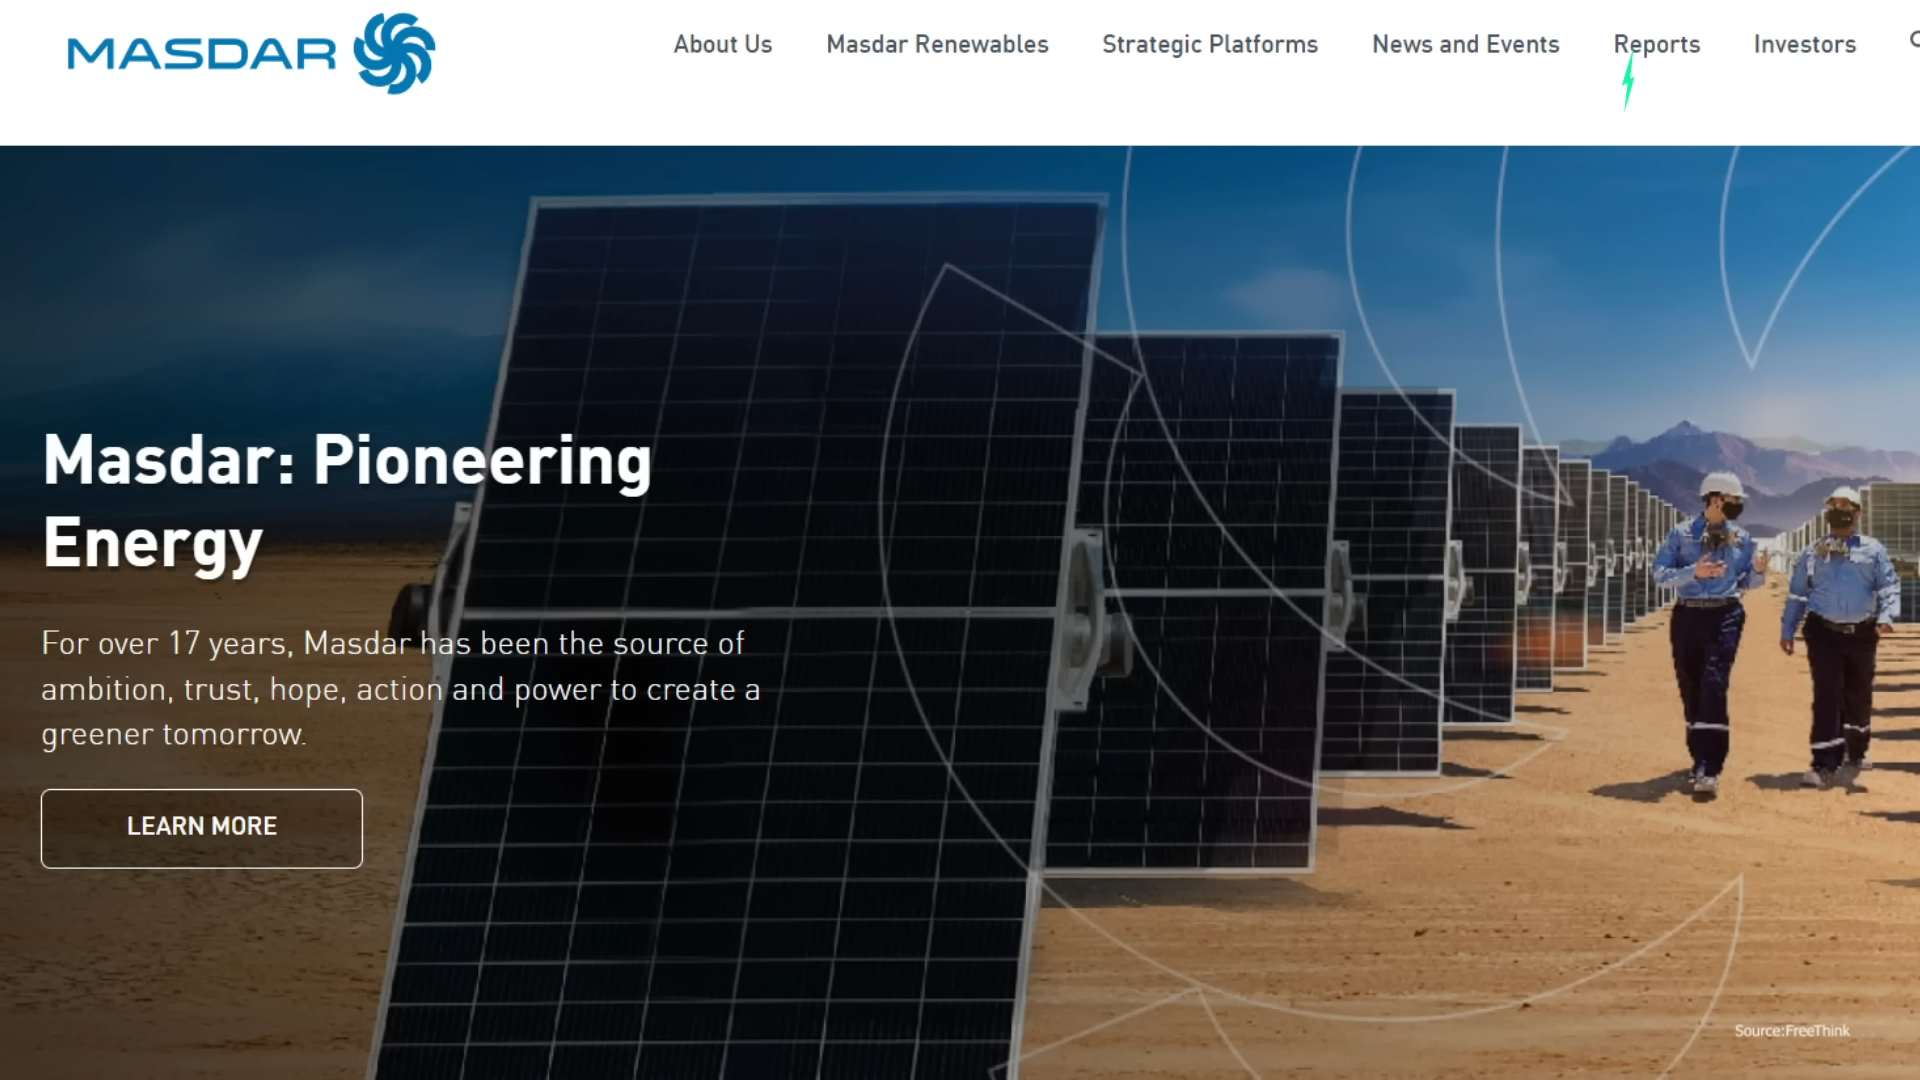 MASDAR
About Us
Masdar Renewables
Strategic Platforms
News and Events
Reports
Investors
Masdar: Pioneering
Energy
For over 17 years, Masdar has been the source of
ambition, trust, hope, action and power to create a
greener tomorrow.
LEARN MORE
Source:FreeThink